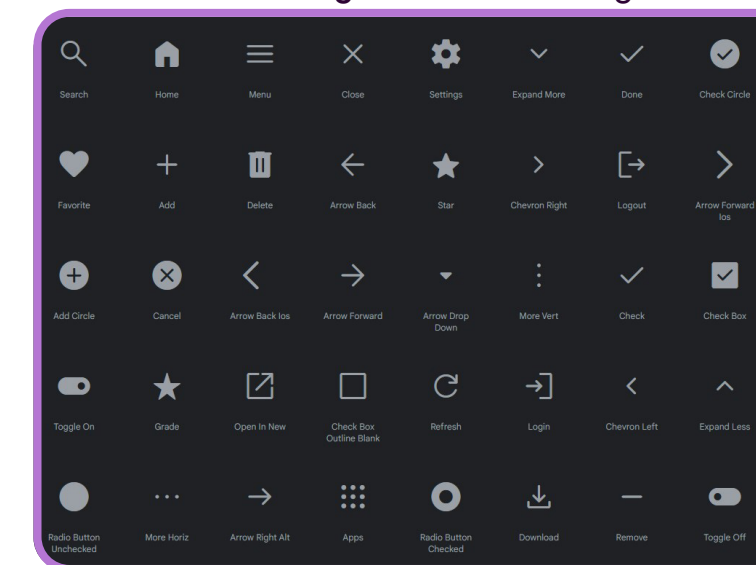 Search
Home
Menu
Close
Settings
Expand More
Done
Check Circle
Favorite
Add
Delete
Arrow Back
Star
Chevron Right
Logout
Arrow Forward
Ios
Add Circle
Cancel
Arrow Back Ios
Arrow Forward
Arrow Drop
Down
More Vert
Check
Check Box
Toggle On
Grade
Open In New
Check Box
Outline Blank
Refresh
Login
Chevron Left
Expand Less
Radio Button
Unchecked
More Horiz
Arrow Right Alt
Apps
Radio Button
Checked
Download
Remove
Toggle Off